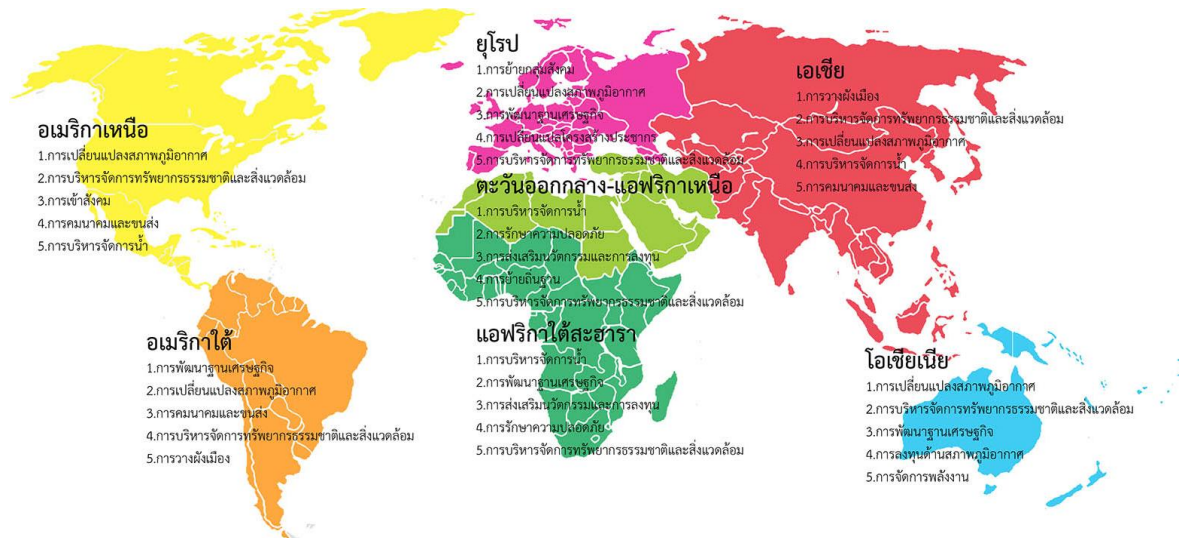 อเมริกาเหนือ
1.การเปลี่ยนแปลงสภาพภูมิอากาศ
2.การบริหารจัดการทรัพยากรธรรมชาติและสิ่งแวดล้อม
3.การเข้าสังคม
4.การคมนาคมและขนส่ง
5.การบริหารจัดการน้ำ
ยุโรป
1.การย้ายกลุ่มสังคม
2.การเปลี่ยนแปลงสภาพภูมิอากาศ
3.การพัฒนาฐานเศรษฐกิจ
4.การเปลี่ยนแปลโครงสร้างประชากร
5.การบริหารจัดการทรัพยากรธรรมชาติและสิ่งแวดล้อม
เอเชีย
1.การวางผังเมือง
2.การบริหารจัดการทรัพยากรธรรมชาติและสิ่งแวดล้อม
3.การเปลี่ยนแปลงสภาพภูมิอากาศ
4.การบริหารจัดการน้ำ
5.การคมนาคมและขนส่ง
ตะวันออกกลาง-แอฟริกาเหนือ
1.การบริหารจัดการน้ำ
2.การรักษาความปลอดภัย
3.การส่งเสริมนวัตกรรมและการลงทุน
4.การย้ายถิ่นฐาน
5.การบริหารจัดการทรัพยากรธรรมชาติและสิ่งแวดล้อม
อเมริกาใต้
1.การพัฒนาฐานเศรษฐกิจ
2.การเปลี่ยนแปลงสภาพภูมิอากาศ
3.การคมนาคมและขนส่ง
4.การบริหารจัดการทรัพยากรธรรมชาติและสิ่งแวดล้อม
5.การวางผังเมือง
แอฟริกาใต้สะฮารา
1.การบริหารจัดการน้ำ
2.การพัฒนาฐานเศรษฐกิจ
3.การส่งเสริมนวัตกรรมและการลงทุน
4.การรักษาความปลอดภัย
5.การบริหารจัดการทรัพยากรธรรมชาติและสิ่งแวดล้อม
โอเชียเนีย
1.การเปลี่ยนแปลงสภาพภูมิอากาศ
2.การบริหารจัดการทรัพยากรธรรมชาติและสิ่งแวดล้อม
3.การพัฒนาฐานเศรษฐกิจ
4.การลงทุนด้านสภาพภูมิอากาศ
5.การจัดการพลังงาน